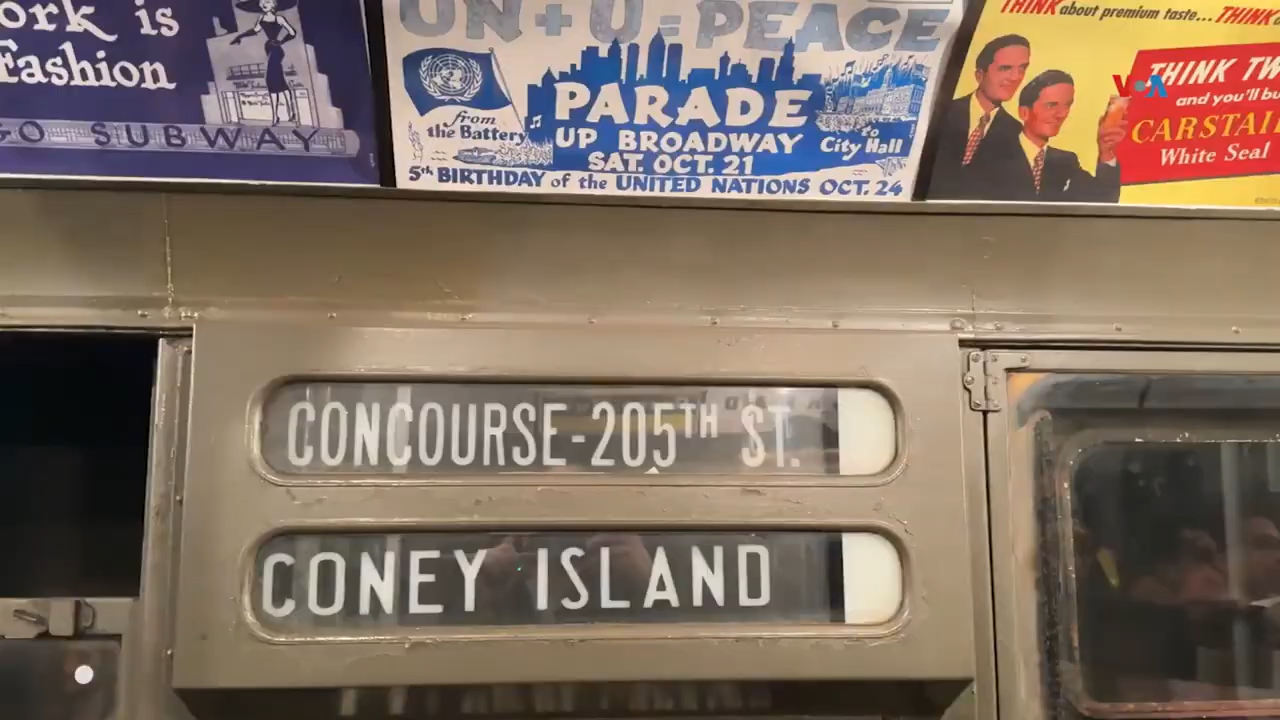 ork is
Fashion
GO SUBWAY
UN+U=PEACE
PARADE
from
the Battery
UP BROADWAY
to
City Hall
SAT. OCT. 21
5th BIRTHDAY of the UNITED NATIONS OCT. 24
THINK about premium taste... THINK
VOA
THINK TW
and you'll bu
CARSTAI
White Seal
CONCOURSE-205TH ST.
CONEY ISLAND